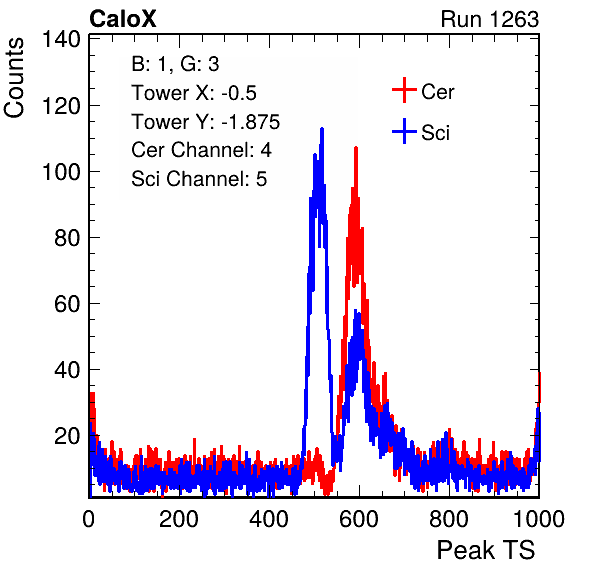 CaloX Run 1263
Counts
140
120
100
80
60
40
20
B: 1, G: 3
Tower X: -0.5
Tower Y: -1.875
Cer Channel: 4
Sci Channel: 5
Cer
Sci
0 200 400 600 800 1000
Peak TS